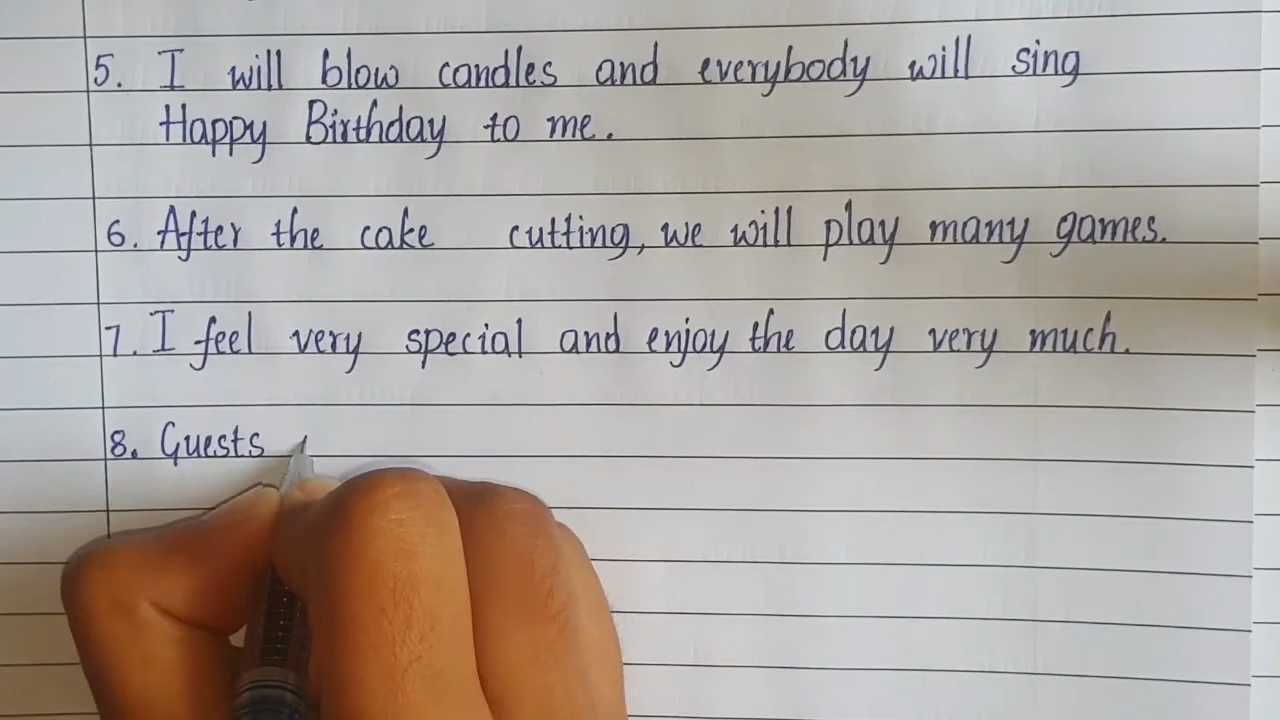 5. I will blow candles and everybody will sing
Happy Birthday to me.
6. After the cake cutting, we will play many games.
7. I feel very special and enjoy the day very much.
8. Guests